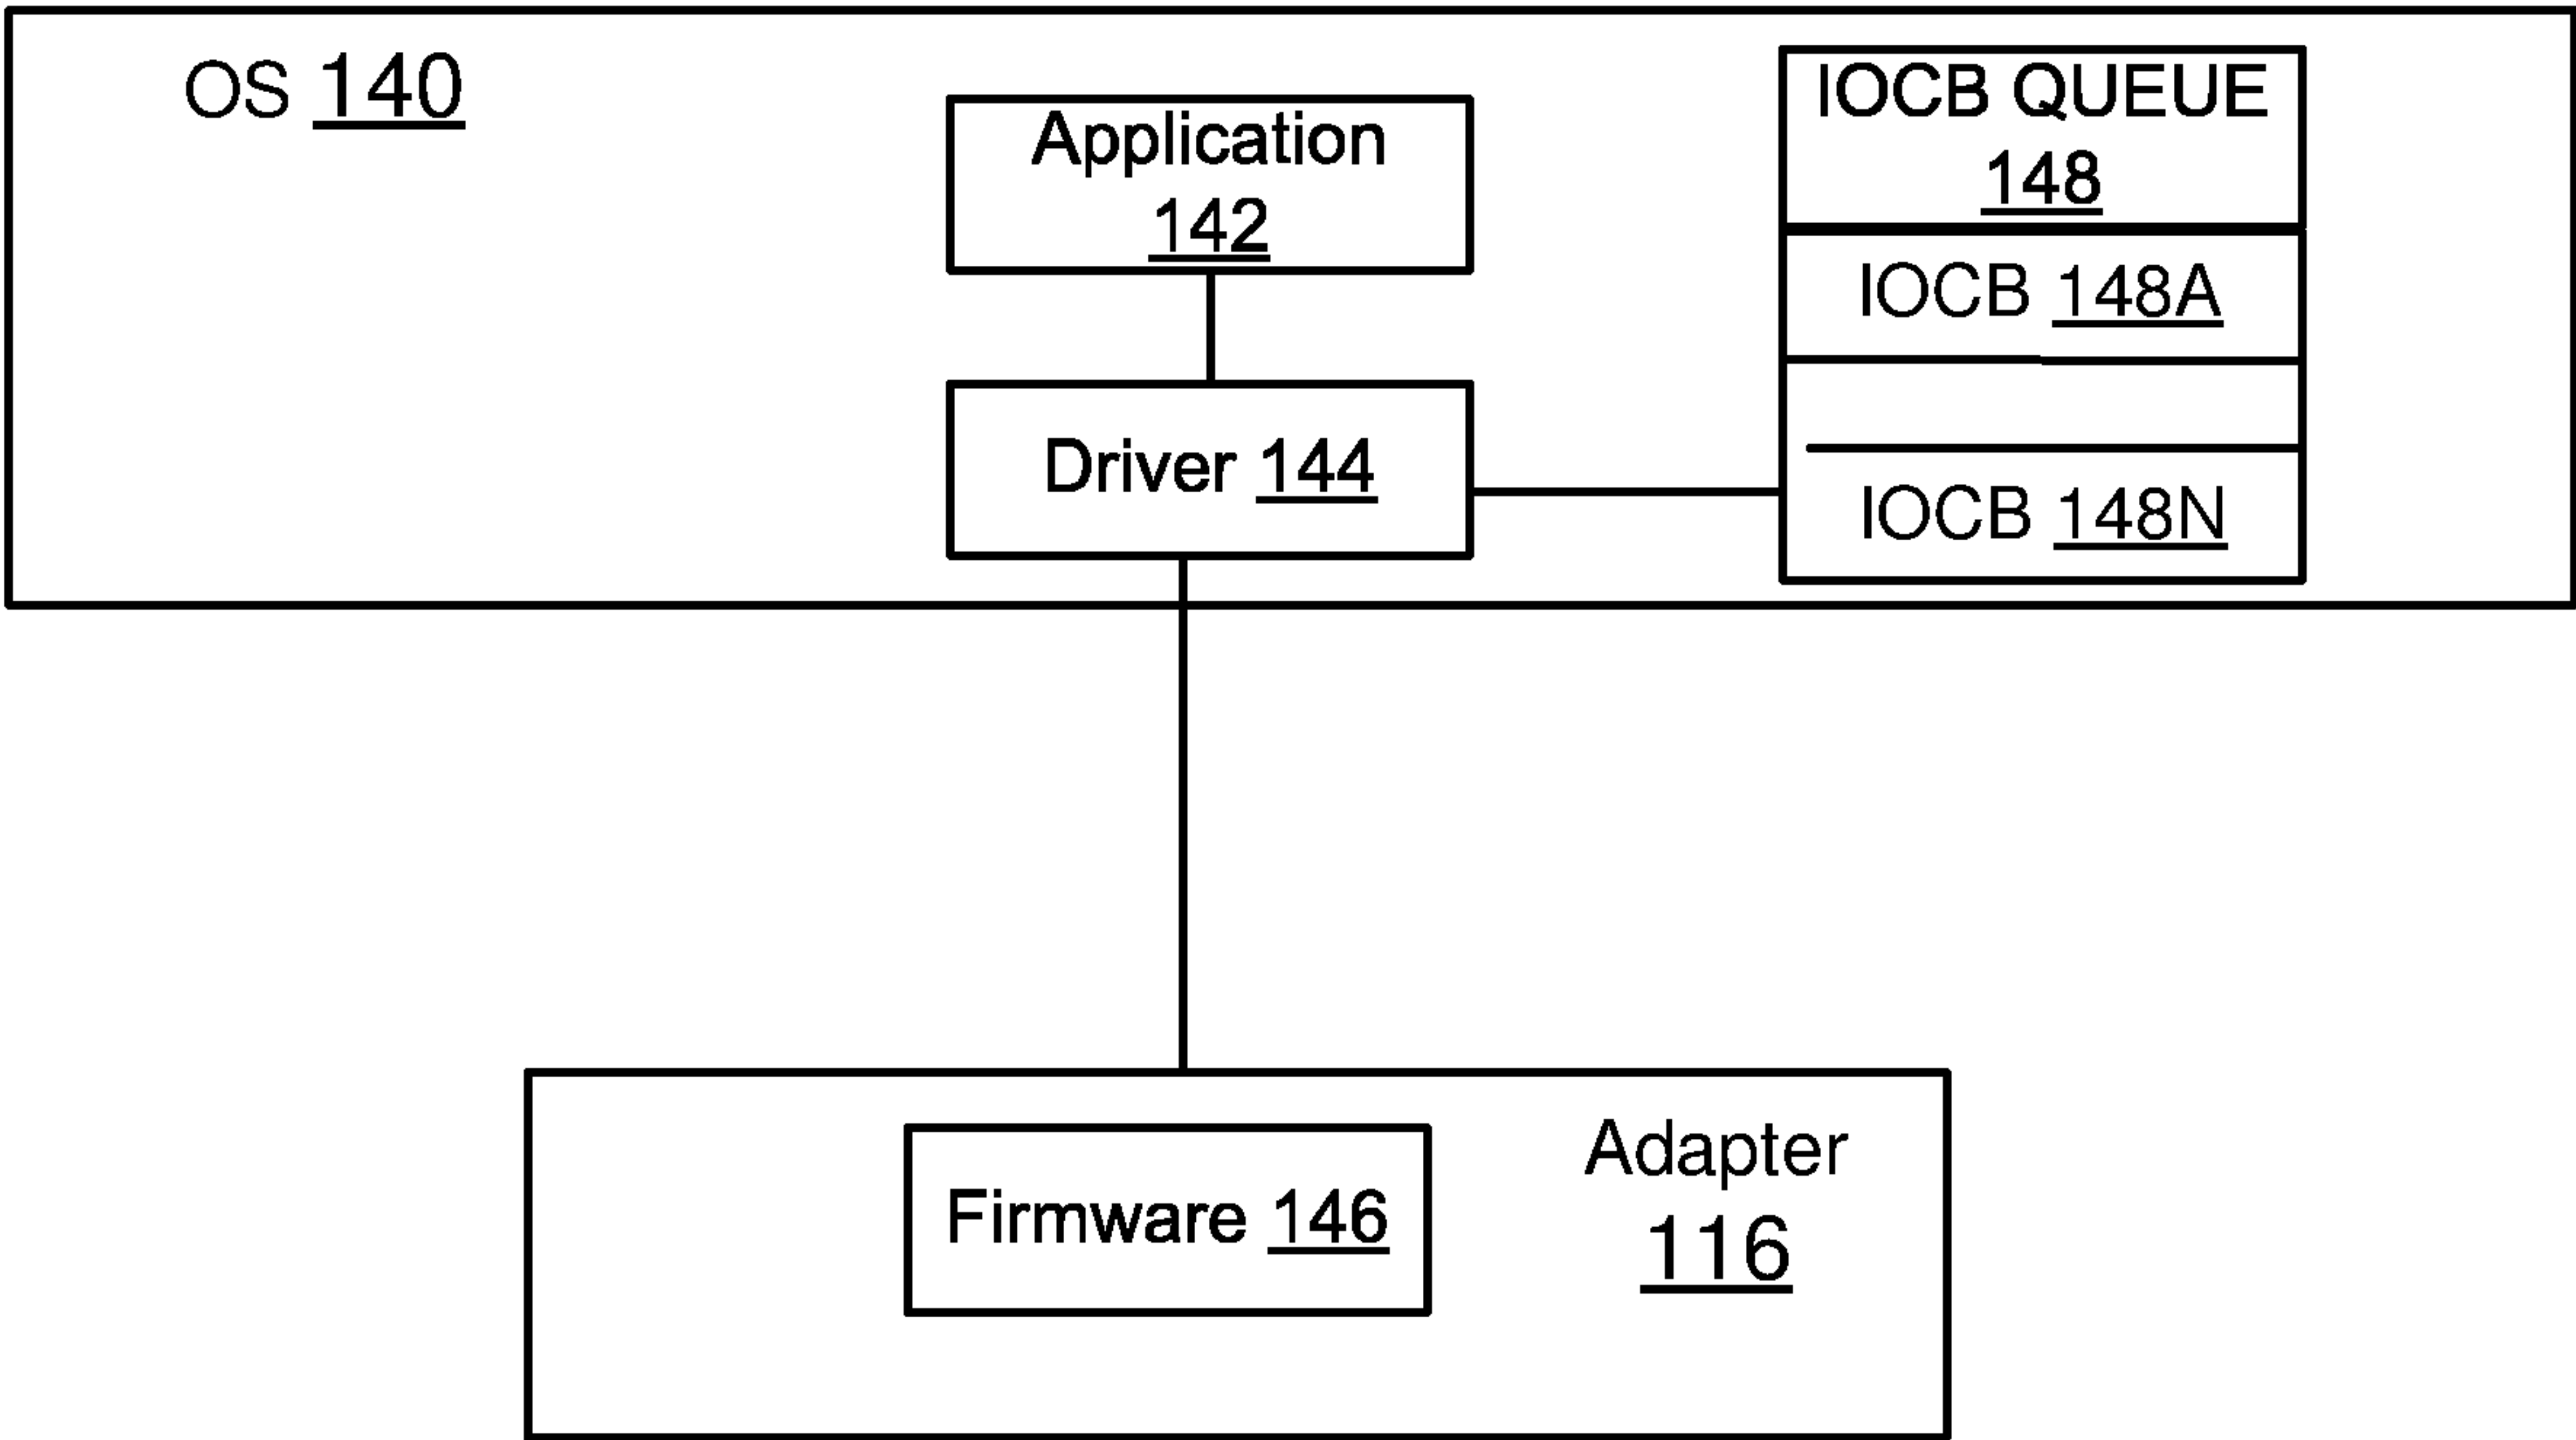 OS 140
Application
142
IOCB QUEUE
148
IOCB 148A
Driver 144
IOCB 148N
Firmware 146
Adapter
116